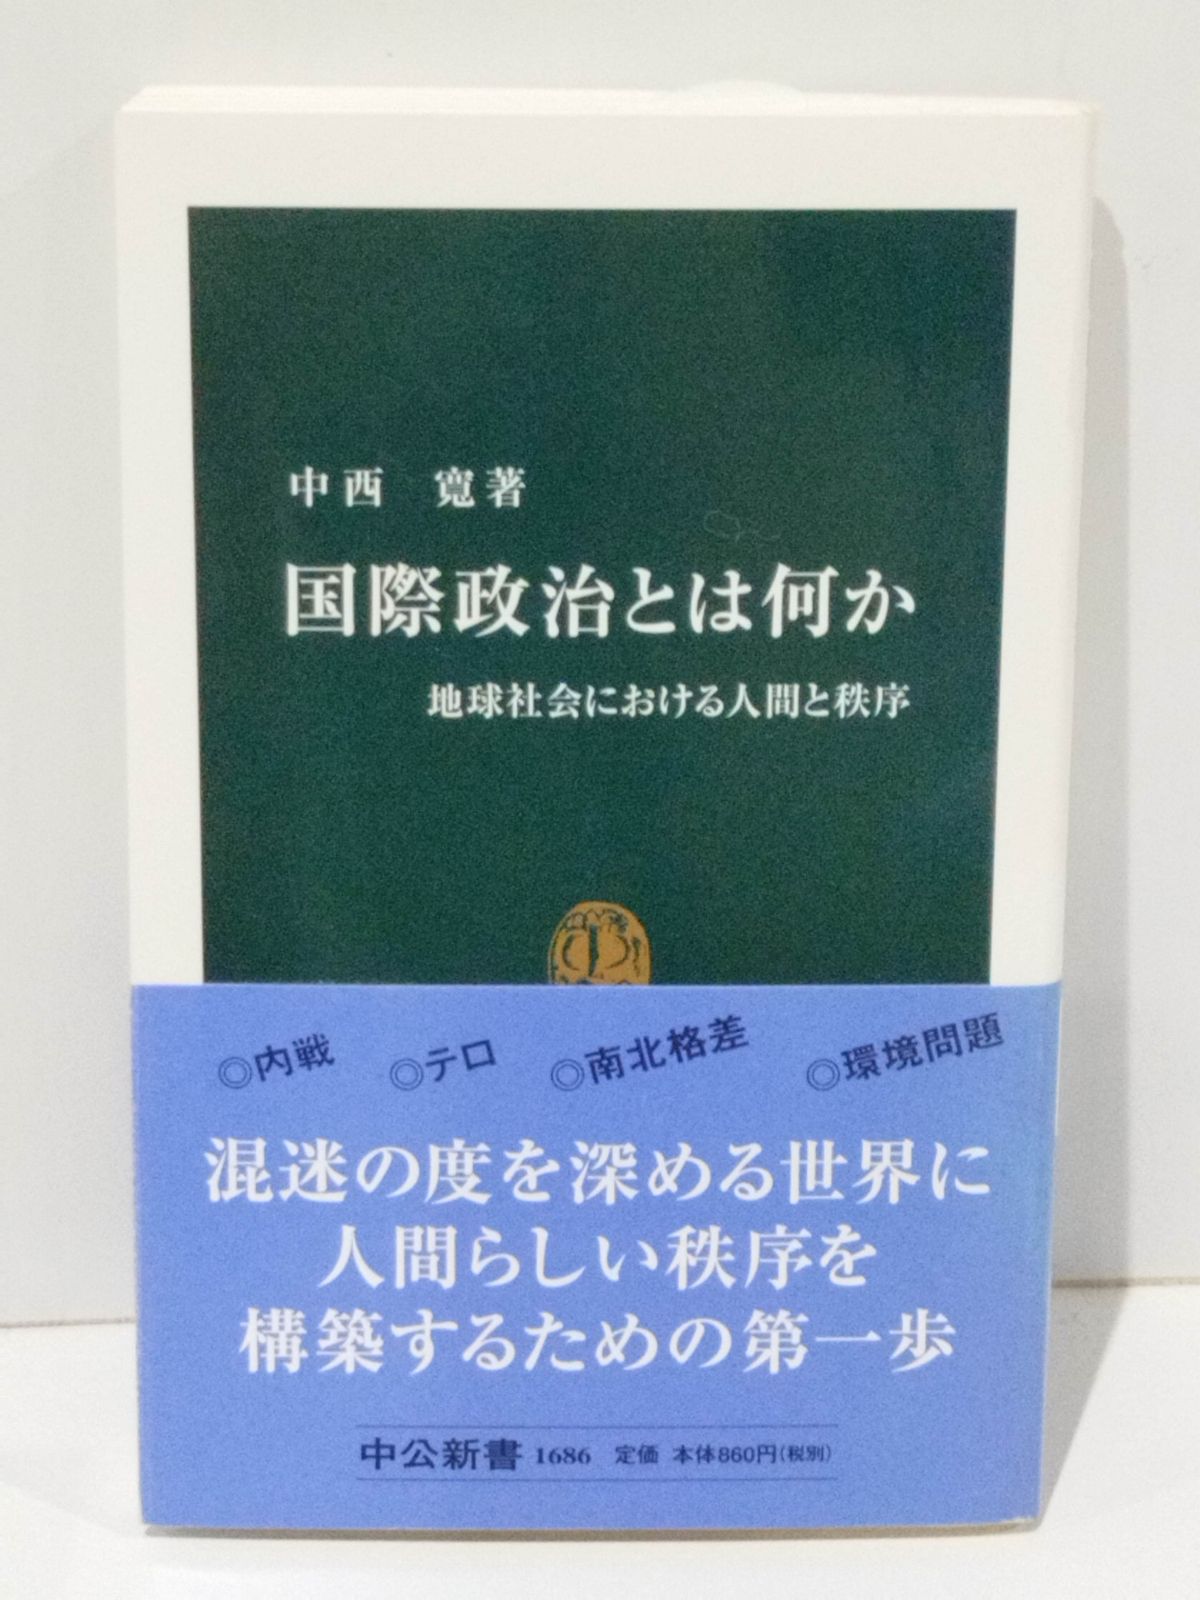 中西 寛著
国際政治とは何か
地球社会における人間と秩序
◎内戦 ◎テロ ◎南北格差 ◎環境問題
混迷の度を深める世界に
人間らしい秩序を
構築するための第一歩
中公新書 1686 定価 本体860円(税別)